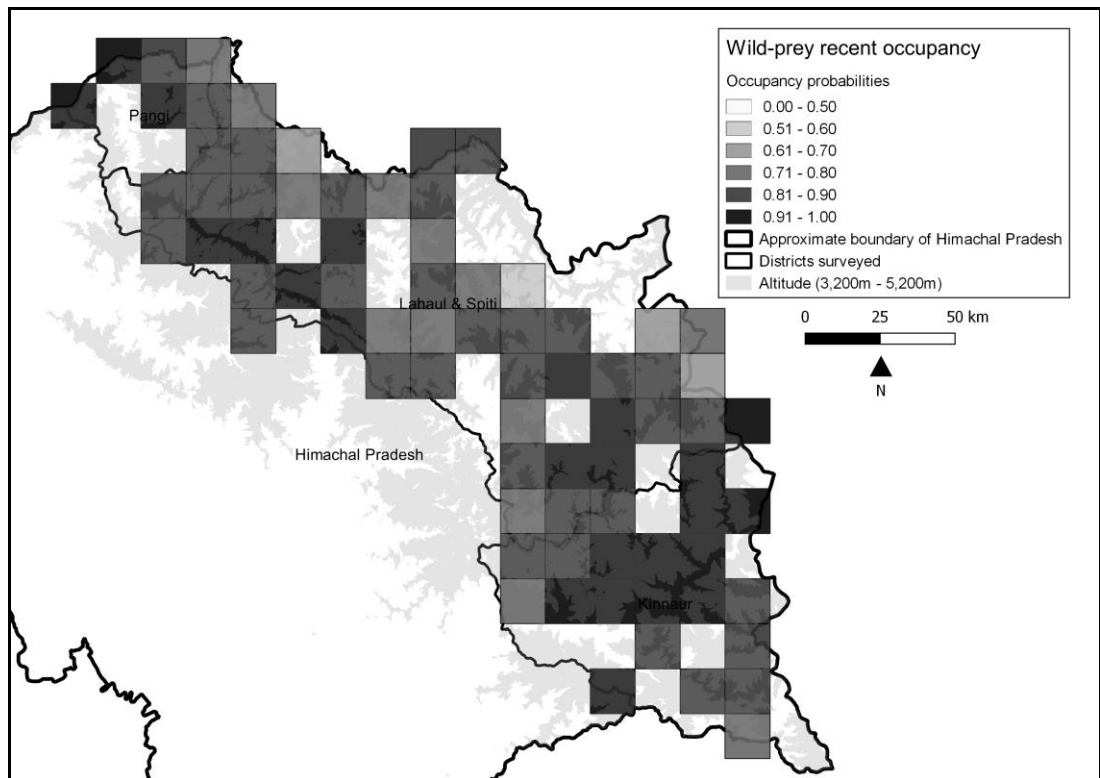 Wild-prey recent occupancy
Occupancy probabilities
0.00 - 0.50
0.51 - 0.60
0.61 - 0.70
0.71 - 0.80
0.81 - 0.90
0.91 - 1.00
Approximate boundary of Himachal Pradesh
Districts surveyed
Altitude (3,200m - 5,200m)
0 25 50 km
N
Pangi
Lahaul & Spiti
Himachal Pradesh
Kinnaur